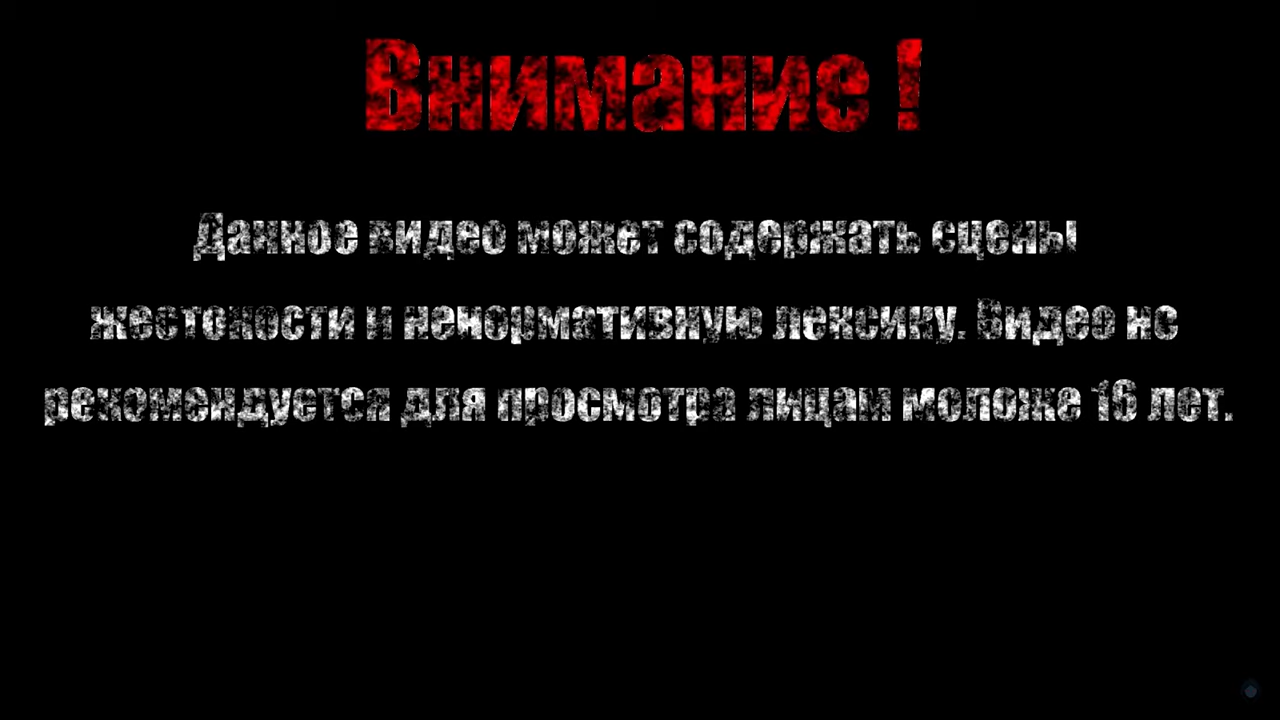 Внимание !
Данное видео может содержать сцены
жестокости и ненормативную лексику. Видео не
рекомендуется для просмотра лицам моложе 16 лет.